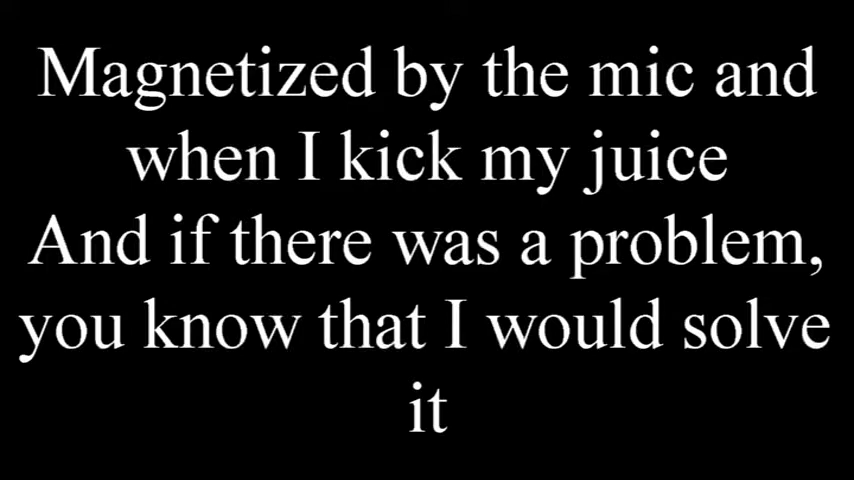 Magnetized by the mic and
when I kick my juice
And if there was a problem,
you know that I would solve
it